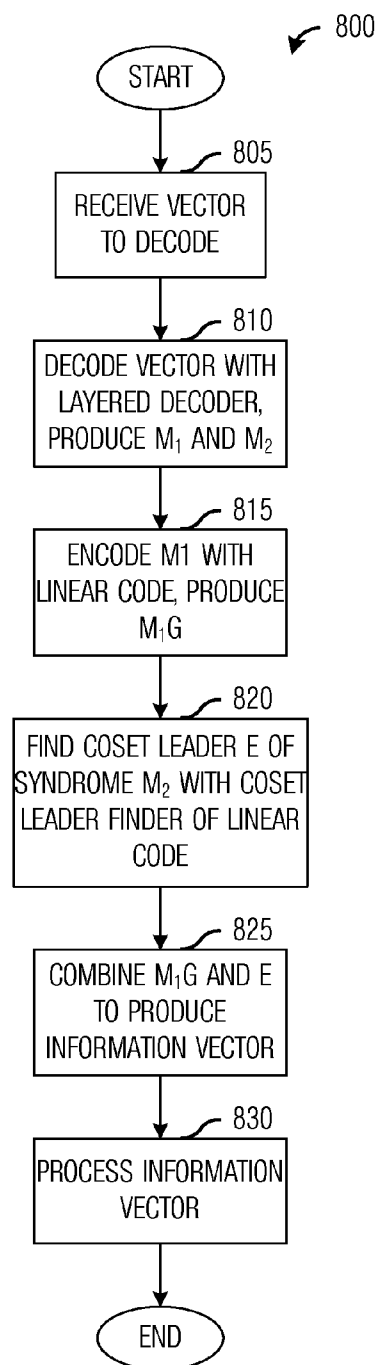 800
START
805
RECEIVE VECTOR
TO DECODE
810
DECODE VECTOR WITH
LAYERED DECODER,
PRODUCE M₁ AND M₂
815
ENCODE M1 WITH
LINEAR CODE, PRODUCE
M₁G
820
FIND COSET LEADER E OF
SYNDROME M₂ WITH COSET
LEADER FINDER OF LINEAR
CODE
825
COMBINE M₁G AND E
TO PRODUCE
INFORMATION VECTOR
830
PROCESS INFORMATION
VECTOR
END